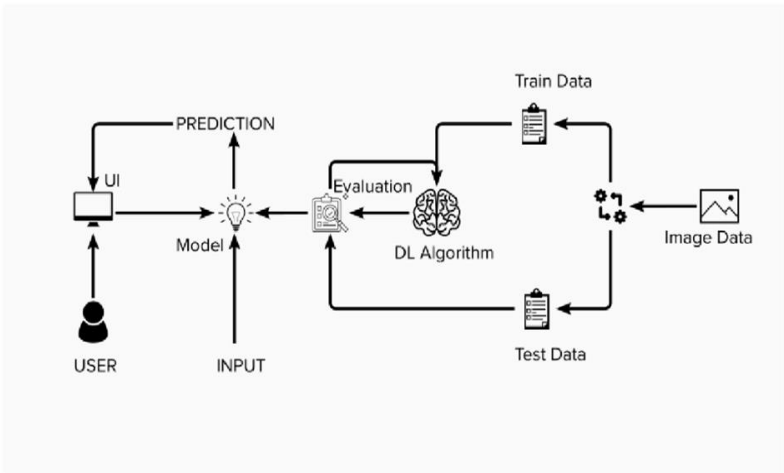 Train Data
PREDICTION
UI
Evaluation
Model
DL Algorithm
Image Data
USER
INPUT
Test Data